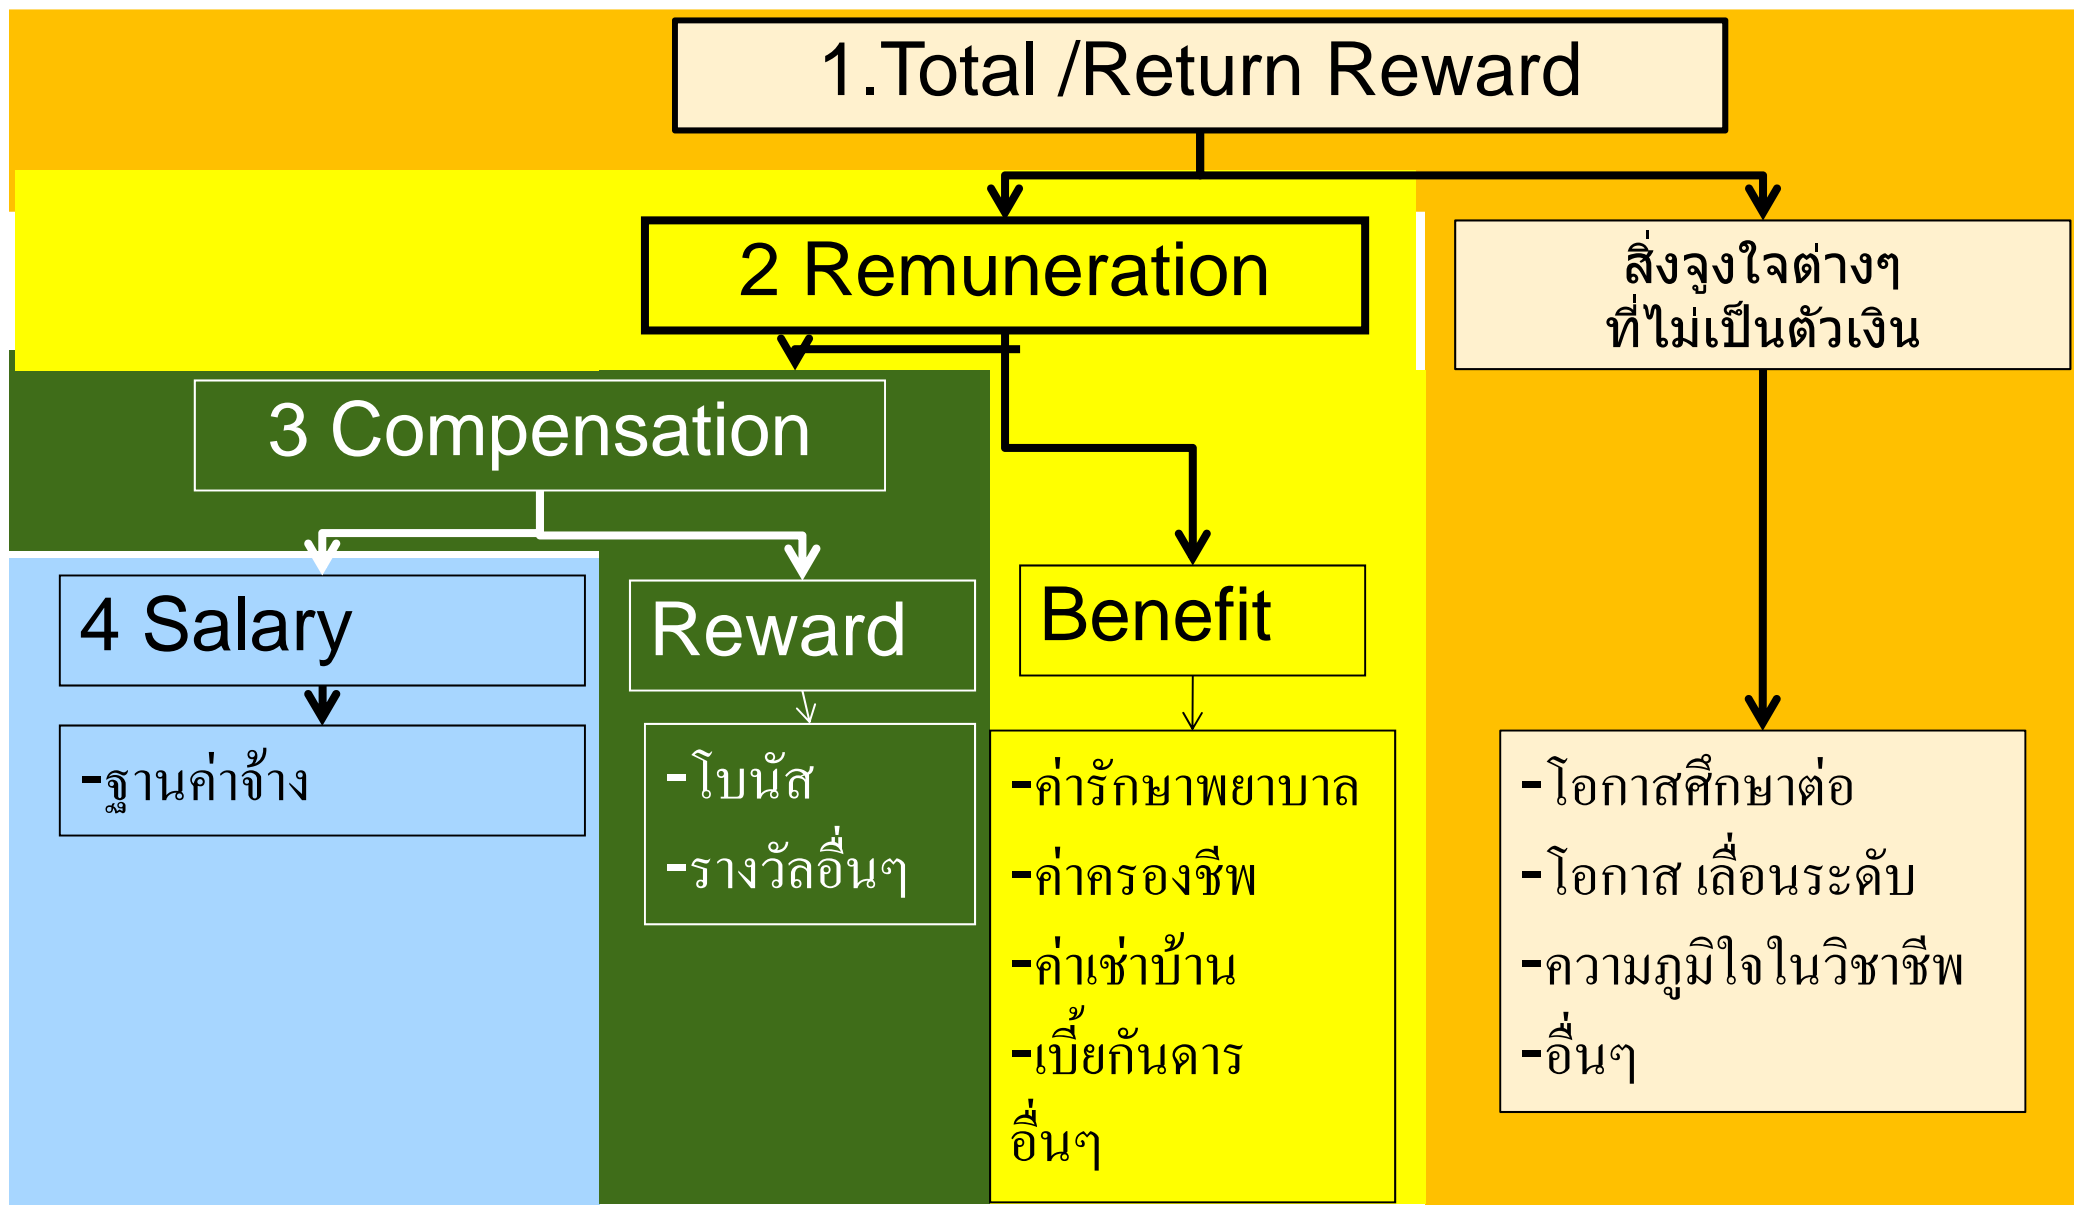 1.Total /Return Reward
2 Remuneration
สิ่งจูงใจต่างๆ
ที่ไม่เป็นตัวเงิน
3 Compensation
4 Salary
Reward
Benefit
-ฐานค่าจ้าง
-โบนัส
-รางวัลอื่นๆ
-ค่ารักษาพยาบาล
-ค่าครองชีพ
-ค่าเช่าบ้าน
-เบี้ยกันดาร
อื่นๆ
-โอกาสศึกษาต่อ
-โอกาส เลื่อนระดับ
-ความภูมิใจในวิชาชีพ
-อื่นๆ